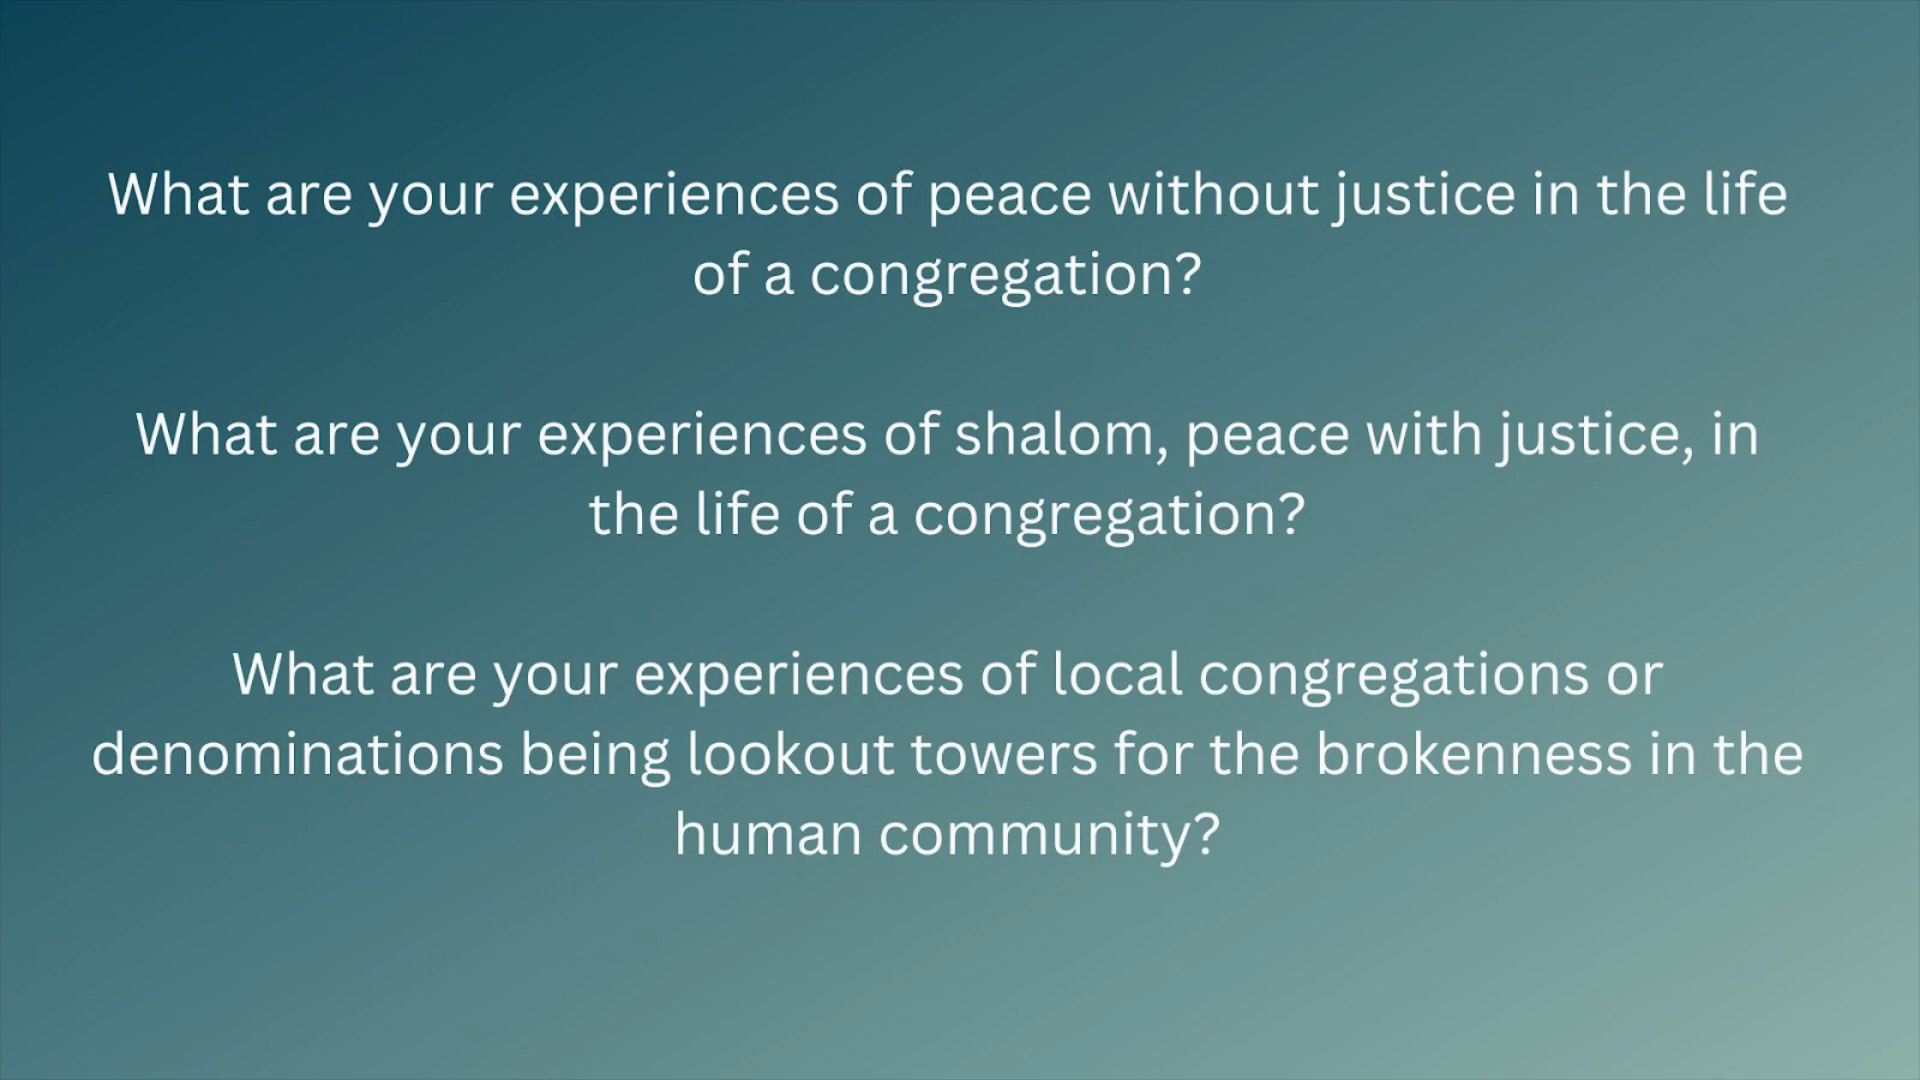 What are your experiences of peace without justice in the life
of a congregation?
What are your experiences of shalom, peace with justice, in
the life of a congregation?
What are your experiences of local congregations or
denominations being lookout towers for the brokenness in the
human community?